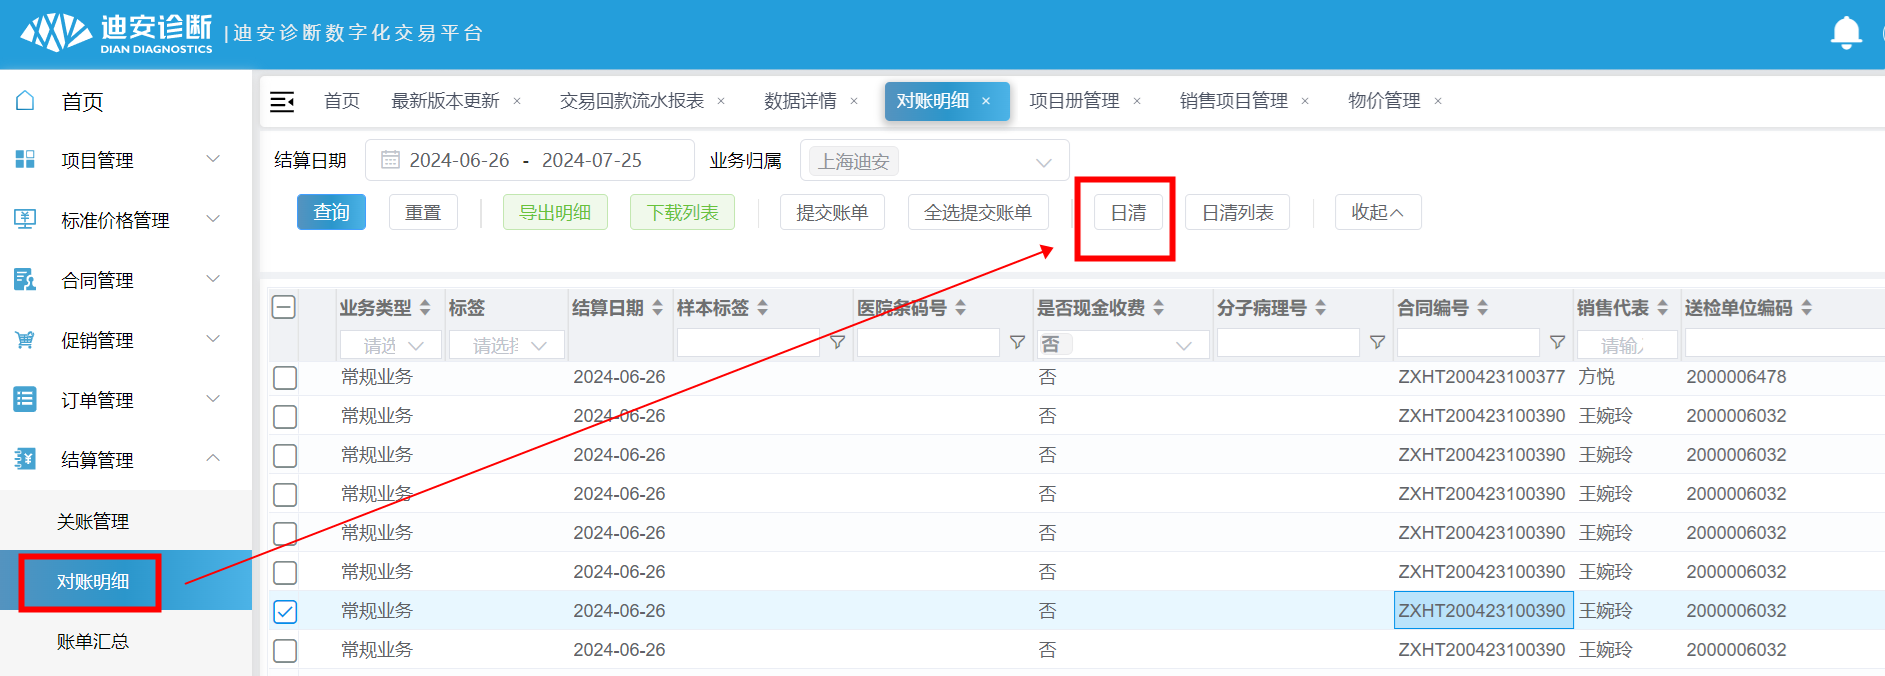 迪安诊断
DIAN DIAGNOSTICS
|迪安诊断数字化交易平台
首页
项目管理
标准价格管理
合同管理
促销管理
订单管理
结算管理
关账管理
对账明细
账单汇总
首页 最新版本更新 × 交易回款流水报表 × 数据详情 × 对账明细 × 项目册管理 × 销售项目管理 × 物价管理 ×
结算日期 2024-06-26 - 2024-07-25 业务归属 上海迪安
查询 重置 导出明细 下载列表 提交账单 全选提交账单 日清 日清列表 收起
业务类型 标签 结算日期 样本标签 医院条码号 是否现金收费 分子病理号 合同编号 销售代表 送检单位编码
请选 请选 否 请输
常规业务 2024-06-26 否 ZXHT200423100377 方悦 2000006478
常规业务 2024-06-26 否 ZXHT200423100390 王婉玲 2000006032
常规业务 2024-06-26 否 ZXHT200423100390 王婉玲 2000006032
常规业务 2024-06-26 否 ZXHT200423100390 王婉玲 2000006032
常规业务 2024-06-26 否 ZXHT200423100390 王婉玲 2000006032
常规业务 2024-06-26 否 ZXHT200423100390 王婉玲 2000006032
常规业务 2024-06-26 否 ZXHT200423100390 王婉玲 2000006032
常规业务 2024-06-26 否 ZXHT200423100390 王婉玲 2000006032